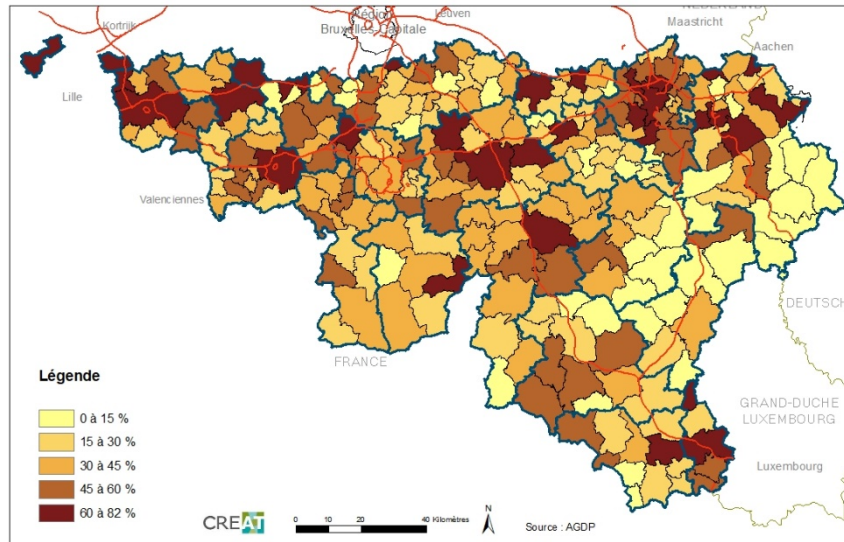 NEDERLAND
Kortrijk
Région
Bruxelles-Capitale
Leuven
Maastricht
Aachen
Lille
Valenciennes
DEUTSCH
FRANCE
GRAND-DUCHE
LUXEMBOURG
Luxembourg
Légende
0 à 15 %
15 à 30 %
30 à 45 %
45 à 60 %
60 à 82 %
CREAT
0 10 20 40 Kilomètres
N
Source : AGDP